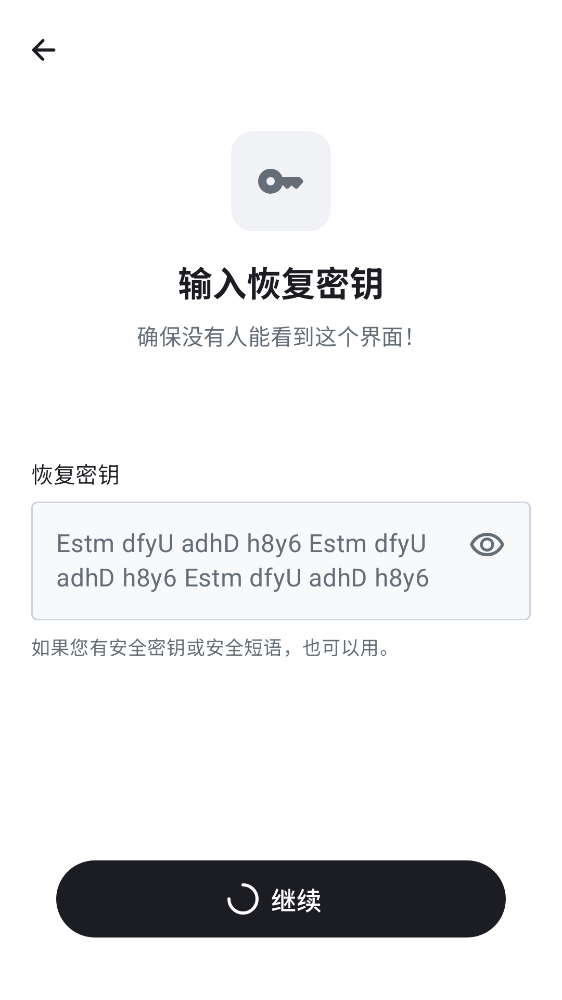 输入恢复密钥
确保没有人能看到这个界面！
恢复密钥
Estm dfyU adhD h8y6 Estm dfyU
adhD h8y6 Estm dfyU adhD h8y6
如果您有安全密钥或安全短语，也可以用。
继续